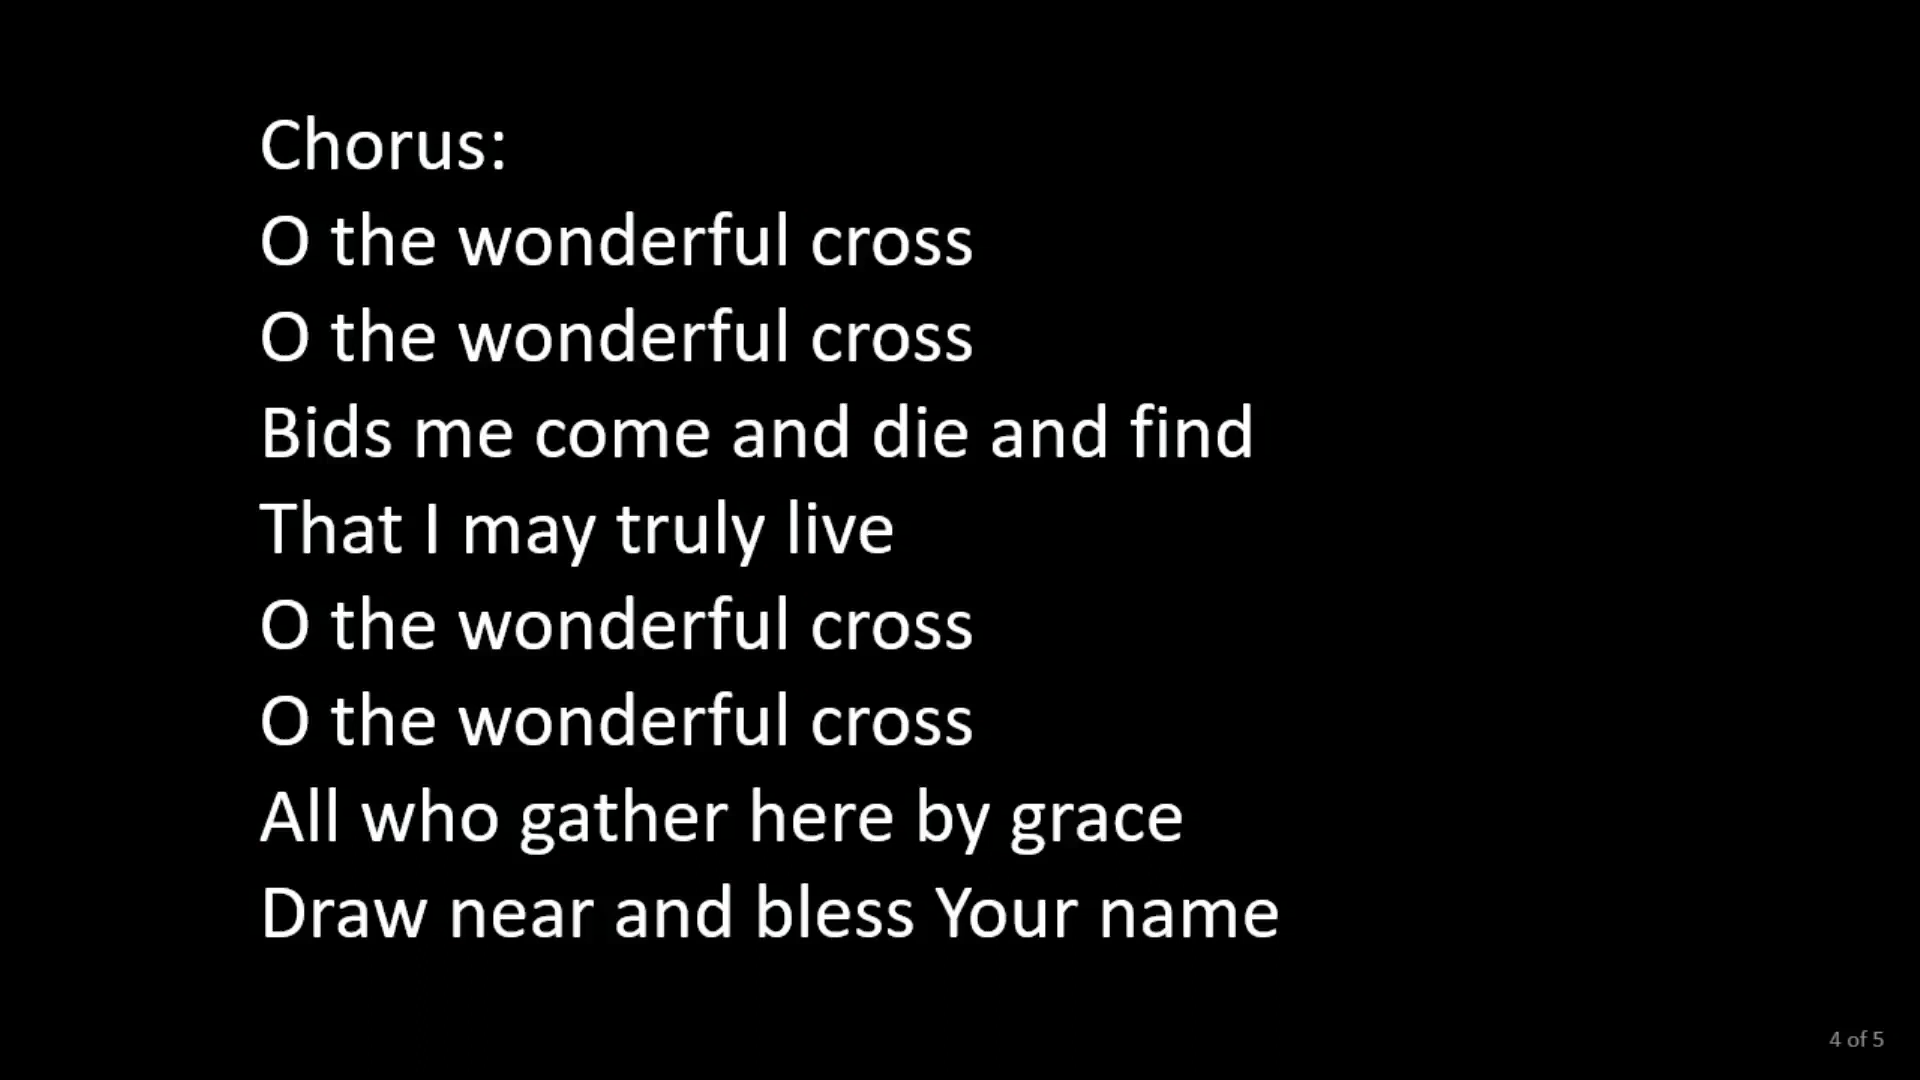 Chorus:
O the wonderful cross
O the wonderful cross
Bids me come and die and find
That I may truly live
O the wonderful cross
O the wonderful cross
All who gather here by grace
Draw near and bless Your name
4 of 5